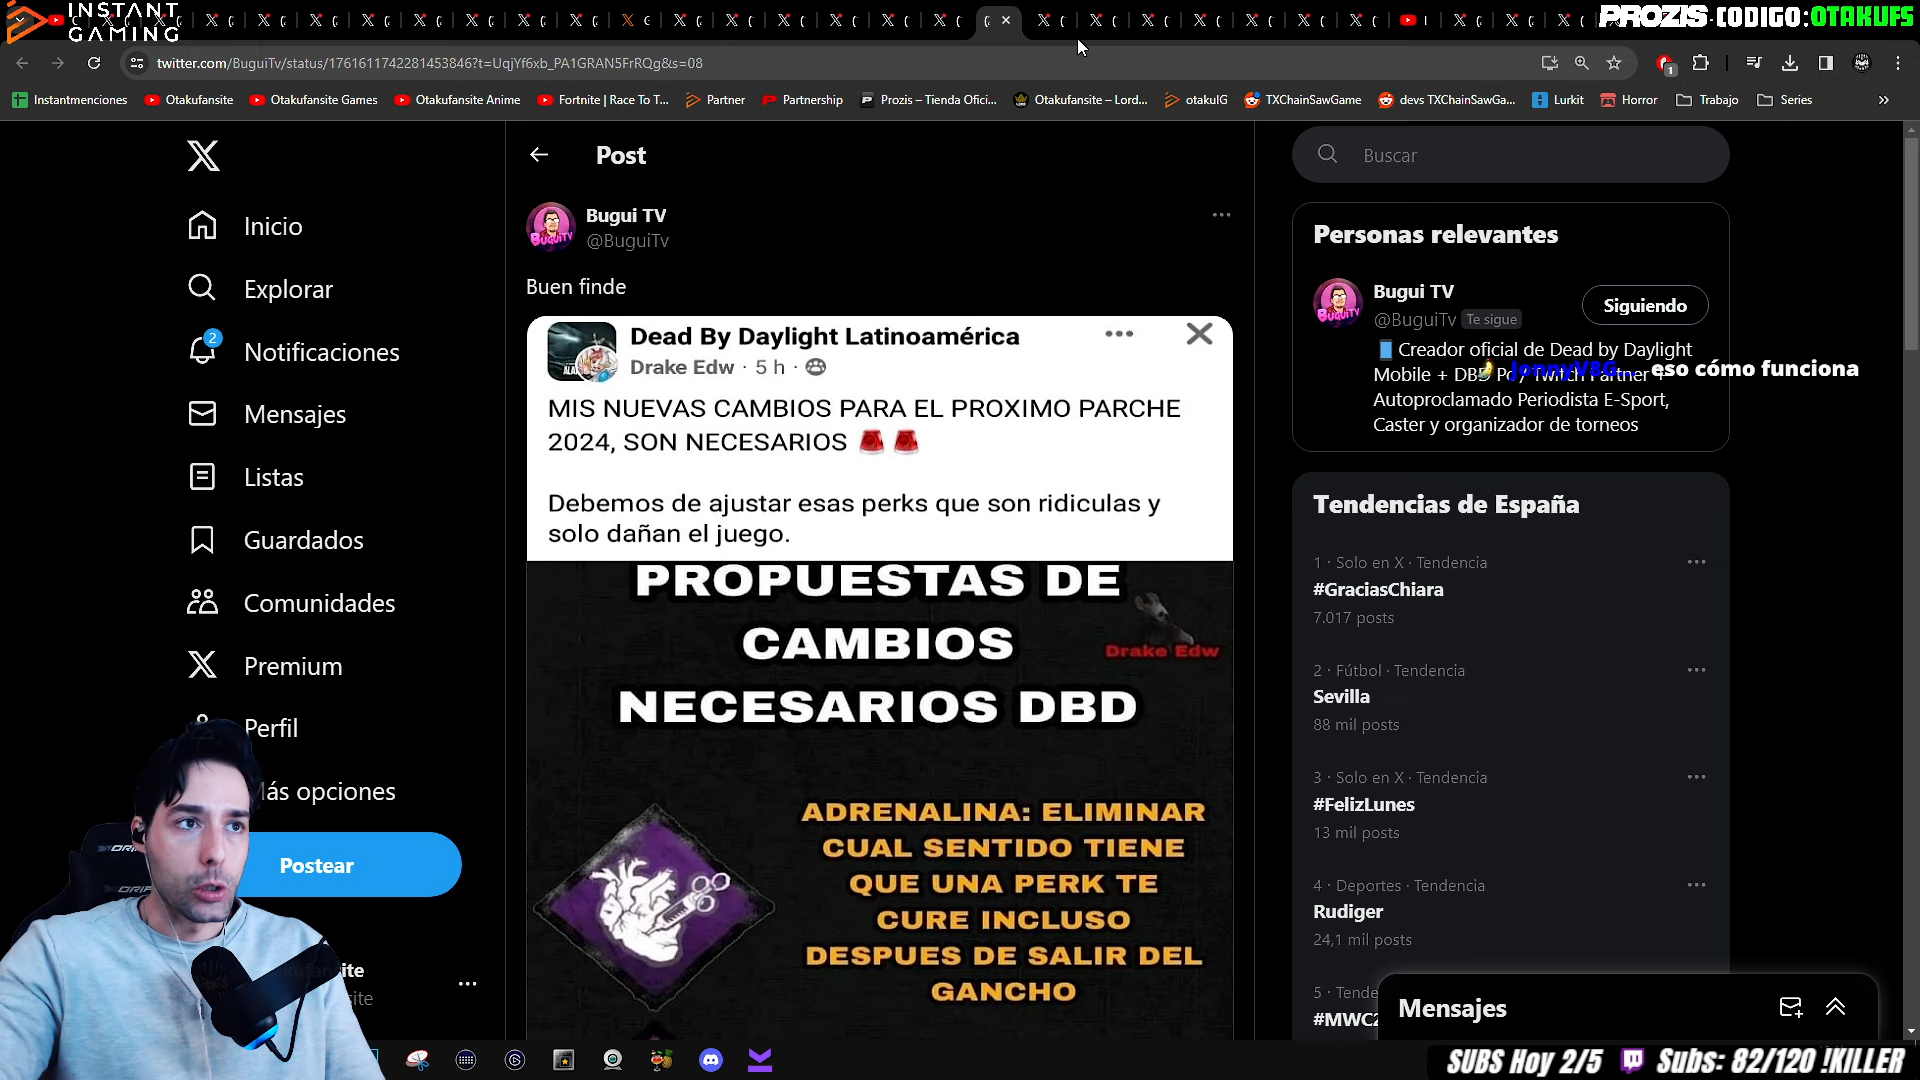 INSTANT
GAMING
PROZIS CODIGO:OTAKUFS
twitter.com/BuguiTv/status/1761611742281453846?t=UqjYf6xb_PA1GRAN5FrRQg&s=08
1
Instantmenciones
Otakufansite
Otakufansite Games
Otakufansite Anime
Fortnite | Race To T...
Partner
Partnership
Prozis – Tienda Ofici...
Otakufansite – Lord...
otakuIG
TXChainSawGame
devs TXChainSawGa...
Lurkit
Horror
Trabajo
Series
Inicio
Explorar
2
Notificaciones
Mensajes
Listas
Guardados
Comunidades
Premium
Perfil
Más opciones
Postear
Post
Bugui TV
@BuguiTv
Buen finde
Dead By Daylight Latinoamérica
Drake Edw · 5 h ·
MIS NUEVAS CAMBIOS PARA EL PROXIMO PARCHE
2024, SON NECESARIOS 🚨🚨
Debemos de ajustar esas perks que son ridiculas y
solo dañan el juego.
PROPUESTAS DE
CAMBIOS
NECESARIOS DBD
Drake Edw
ADRENALINA: ELIMINAR
CUAL SENTIDO TIENE
QUE UNA PERK TE
CURE INCLUSO
DESPUES DE SALIR DEL
GANCHO
Buscar
Personas relevantes
Bugui TV
@BuguiTv Te sigue
Siguiendo
Creador oficial de Dead by Daylight
Mobile + DBD Pc / Twitch Partner +
Autoproclamado Periodista E-Sport,
Caster y organizador de torneos
JonnyV8G... eso cómo funciona
Tendencias de España
1 · Solo en X · Tendencia
#GraciasChiara
7.017 posts
2 · Fútbol · Tendencia
Sevilla
88 mil posts
3 · Solo en X · Tendencia
#FelizLunes
13 mil posts
4 · Deportes · Tendencia
Rudiger
24,1 mil posts
Mensajes
SUBS Hoy 2/5 Subs: 82/120 !KILLER